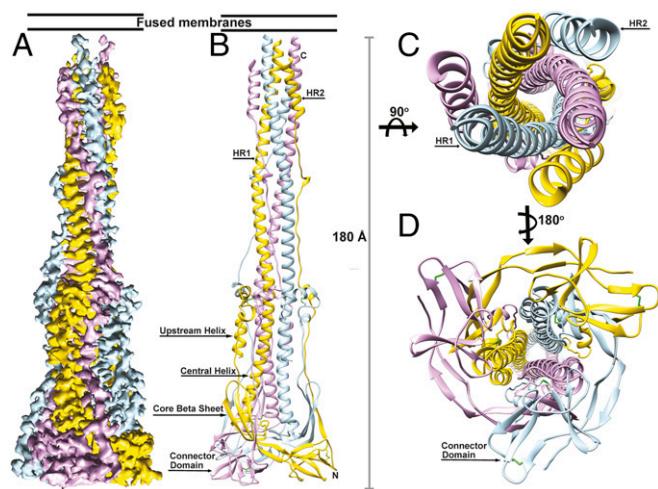 Fused membranes
A
B
C
HR2
HR1
Upstream Helix
Central Helix
Core Beta Sheet
Connector
Domain
N
180 Å
90°
C
HR2
HR1
180°
D
Connector
Domain